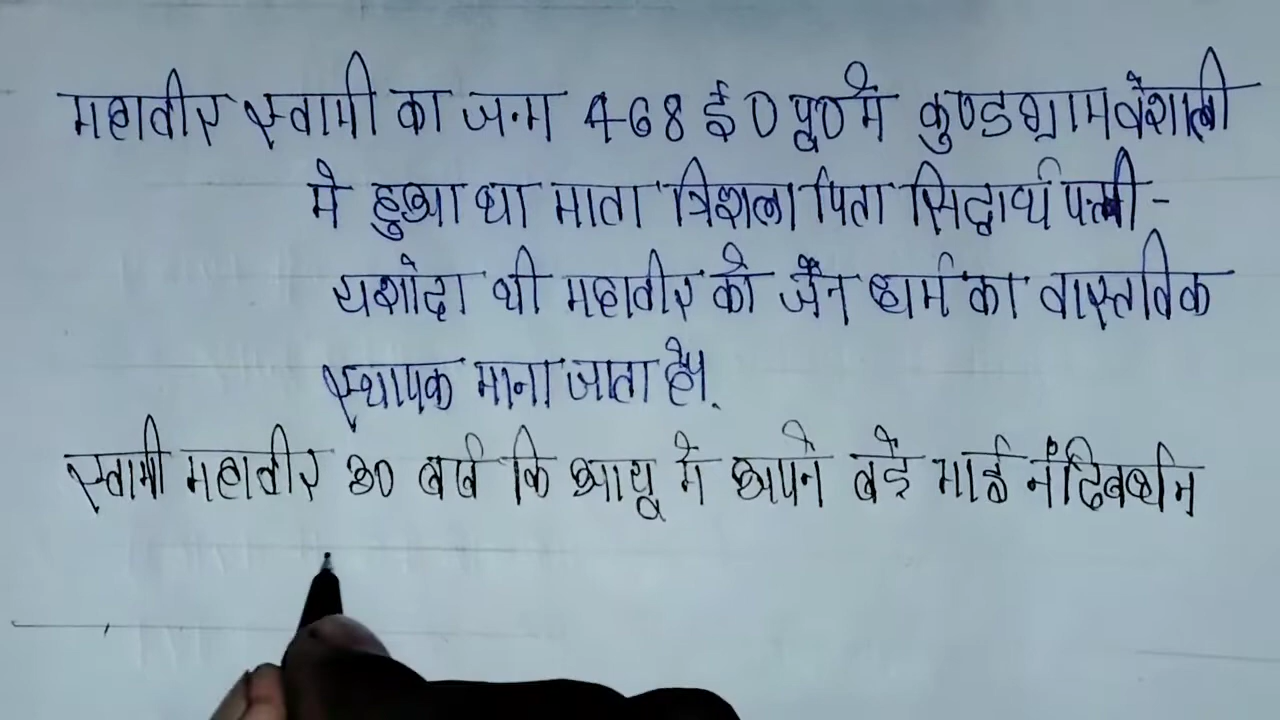 महावीर स्वामी का जन्म 468 ई0 पू0 मे कुण्डग्राम वैशाली
मे हुआ था माता त्रिशला पिता सिद्वार्थ पत्नी -
यशोदा थी महावीर को जैन धर्म का वास्तविक
स्थापक माना जाता है।
स्वामी महावीर 30 वर्ष कि आयू मे अपने बड़े भाई नंदिवर्धन